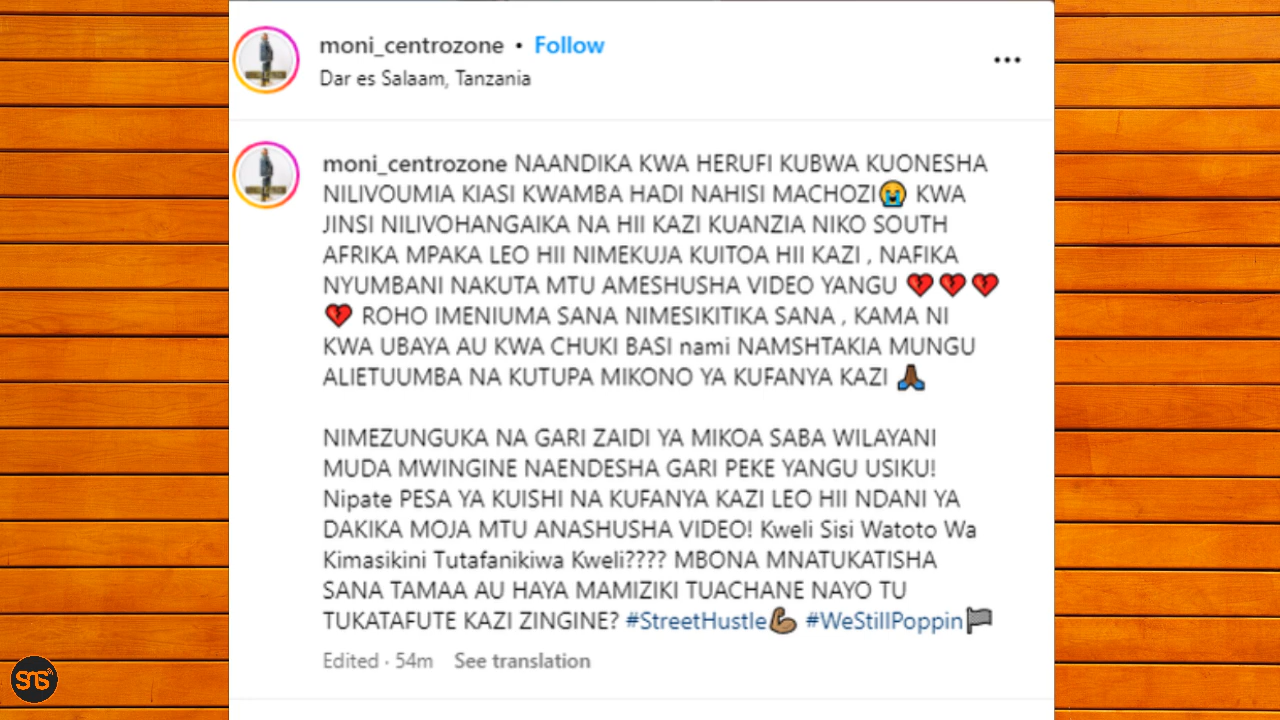 moni_centrozone • Follow
Dar es Salaam, Tanzania
moni_centrozone NAANDIKA KWA HERUFI KUBWA KUONESHA
NILIVOUMIA KIASI KWAMBA HADI NAHISI MACHOZI😭 KWA
JINSI NILIVOHANGAIKA NA HII KAZI KUANZIA NIKO SOUTH
AFRIKA MPAKA LEO HII NIMEKUJA KUITOA HII KAZI , NAFIKA
NYUMBANI NAKUTA MTU AMESHUSHA VIDEO YANGU 💔💔💔
💔 ROHO IMENIUMA SANA NIMESIKITIKA SANA , KAMA NI
KWA UBAYA AU KWA CHUKI BASI nami NAMSHTAKIA MUNGU
ALIETUUMBA NA KUTUPA MIKONO YA KUFANYA KAZI 🙏🏾
NIMEZUNGUKA NA GARI ZAIDI YA MIKOA SABA WILAYANI
MUDA MWINGINE NAENDESHA GARI PEKE YANGU USIKU!
Nipate PESA YA KUISHI NA KUFANYA KAZI LEO HII NDANI YA
DAKIKA MOJA MTU ANASHUSHA VIDEO! Kweli Sisi Watoto Wa
Kimasikini Tutafanikiwa Kweli???? MBONA MNATUKATISHA
SANA TAMAA AU HAYA MAMIZIKI TUACHANE NAYO TU
TUKATAFUTE KAZI ZINGINE? #StreetHustle💪🏽 #WeStillPoppin🏴
Edited · 54m See translation
SNS